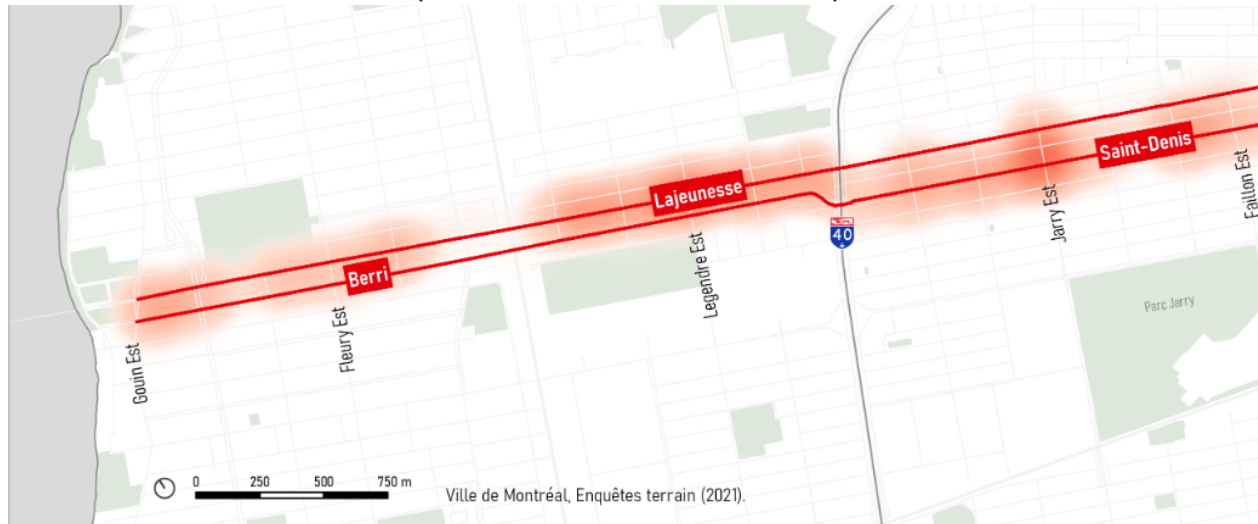 Saint-Denis
Lajeunesse
Berri
40
Faillon Est
Jarry Est
Legendre Est
Fleury Est
Gouin Est
Parc Jarry
0 250 500 750 m
Ville de Montréal, Enquêtes terrain (2021).